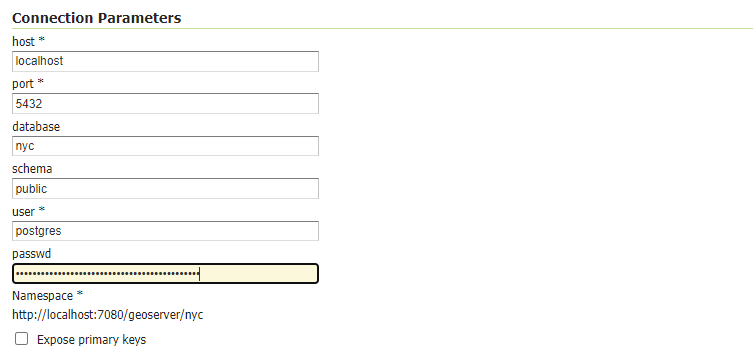 Connection Parameters
host *
localhost
port *
5432
database
nyc
schema
public
user *
postgres
passwd
••••••••••••••••••••••••••••••••••••••••••••
Namespace *
http://localhost:7080/geoserver/nyc
Expose primary keys